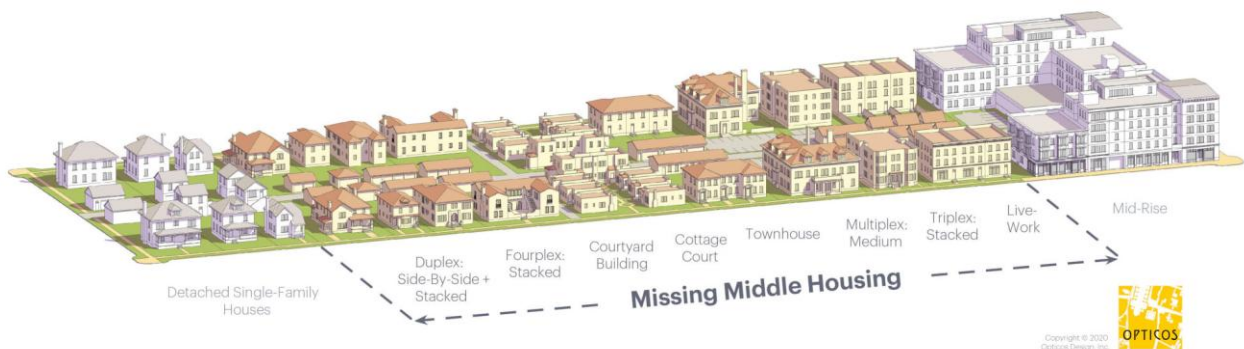 Detached Single-Family
Houses
Duplex:
Side-By-Side +
Stacked
Fourplex:
Stacked
Courtyard
Building
Cottage
Court
Townhouse
Multiplex:
Medium
Triplex:
Stacked
Live-
Work
Mid-Rise
Missing Middle Housing
Copyright © 2020
Opticos Design, Inc.
OPTICOS